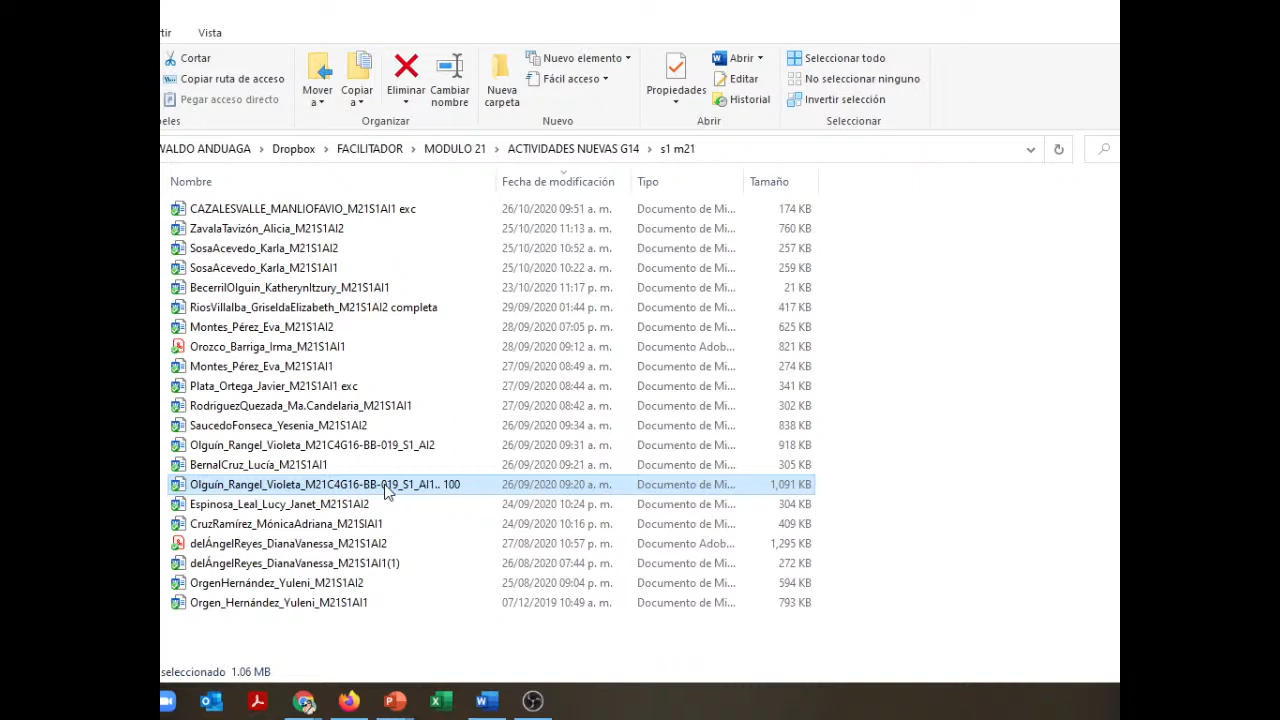 Vista
Cortar
Copiar ruta de acceso
Pegar acceso directo
Mover a
Copiar a
Eliminar
Cambiar nombre
Organizar
Nueva carpeta
Nuevo elemento
Fácil acceso
Nuevo
Propiedades
Abrir
Editar
Historial
Abrir
Seleccionar todo
No seleccionar ninguno
Invertir selección
Seleccionar
WALDO ANDUAGA > Dropbox > FACILITADOR > MODULO 21 > ACTIVIDADES NUEVAS G14 > s1 m21
Nombre Fecha de modificación Tipo Tamaño
CAZALESVALLE_MANLIOFAVIO_M21S1AI1 exc 26/10/2020 09:51 a. m. Documento de Mi... 174 KB
ZavalaTavizón_Alicia_M21S1AI2 25/10/2020 11:13 p. m. Documento de Mi... 760 KB
SosaAcevedo_Karla_M21S1AI2 25/10/2020 10:52 p. m. Documento de Mi... 257 KB
SosaAcevedo_Karla_M21S1AI1 25/10/2020 10:22 p. m. Documento de Mi... 259 KB
BecerrilOlguin_KatherynItzury_M21S1AI1 23/10/2020 11:17 p. m. Documento de Mi... 21 KB
RiosVillalba_GriseldaElizabeth_M21S1AI2 completa 29/09/2020 01:44 p. m. Documento de Mi... 417 KB
Montes_Pérez_Eva_M21S1AI2 28/09/2020 07:05 p. m. Documento de Mi... 625 KB
Orozco_Barriga_Irma_M21S1AI1 28/09/2020 09:12 a. m. Documento Adob... 821 KB
Montes_Pérez_Eva_M21S1AI1 27/09/2020 08:49 a. m. Documento de Mi... 274 KB
Plata_Ortega_Javier_M21S1AI1 exc 27/09/2020 08:44 a. m. Documento de Mi... 341 KB
RodriguezQuezada_Ma.Candelaria_M21S1AI1 27/09/2020 08:42 a. m. Documento de Mi... 302 KB
SaucedoFonseca_Yesenia_M21S1AI2 26/09/2020 09:34 a. m. Documento de Mi... 838 KB
Olguín_Rangel_Violeta_M21C4G16-BB-019_S1_AI2 26/09/2020 09:31 a. m. Documento de Mi... 918 KB
BernalCruz_Lucía_M21S1AI1 26/09/2020 09:21 a. m. Documento de Mi... 305 KB
Olguín_Rangel_Violeta_M21C4G16-BB-019_S1_AI1.. 100 26/09/2020 09:20 a. m. Documento de Mi... 1,091 KB
Espinosa_Leal_Lucy_Janet_M21S1AI2 24/09/2020 10:24 p. m. Documento de Mi... 304 KB
CruzRamírez_MónicaAdriana_M21SIAI1 24/09/2020 10:16 p. m. Documento de Mi... 409 KB
delÁngelReyes_DianaVanessa_M21S1AI2 27/08/2020 10:57 p. m. Documento Adob... 1,295 KB
delÁngelReyes_DianaVanessa_M21S1AI1(1) 26/08/2020 07:44 p. m. Documento de Mi... 272 KB
OrgenHernández_Yuleni_M21S1AI2 25/08/2020 09:04 p. m. Documento de Mi... 594 KB
Orgen_Hernández_Yuleni_M21S1AI1 07/12/2019 10:49 a. m. Documento de Mi... 793 KB
seleccionado 1.06 MB